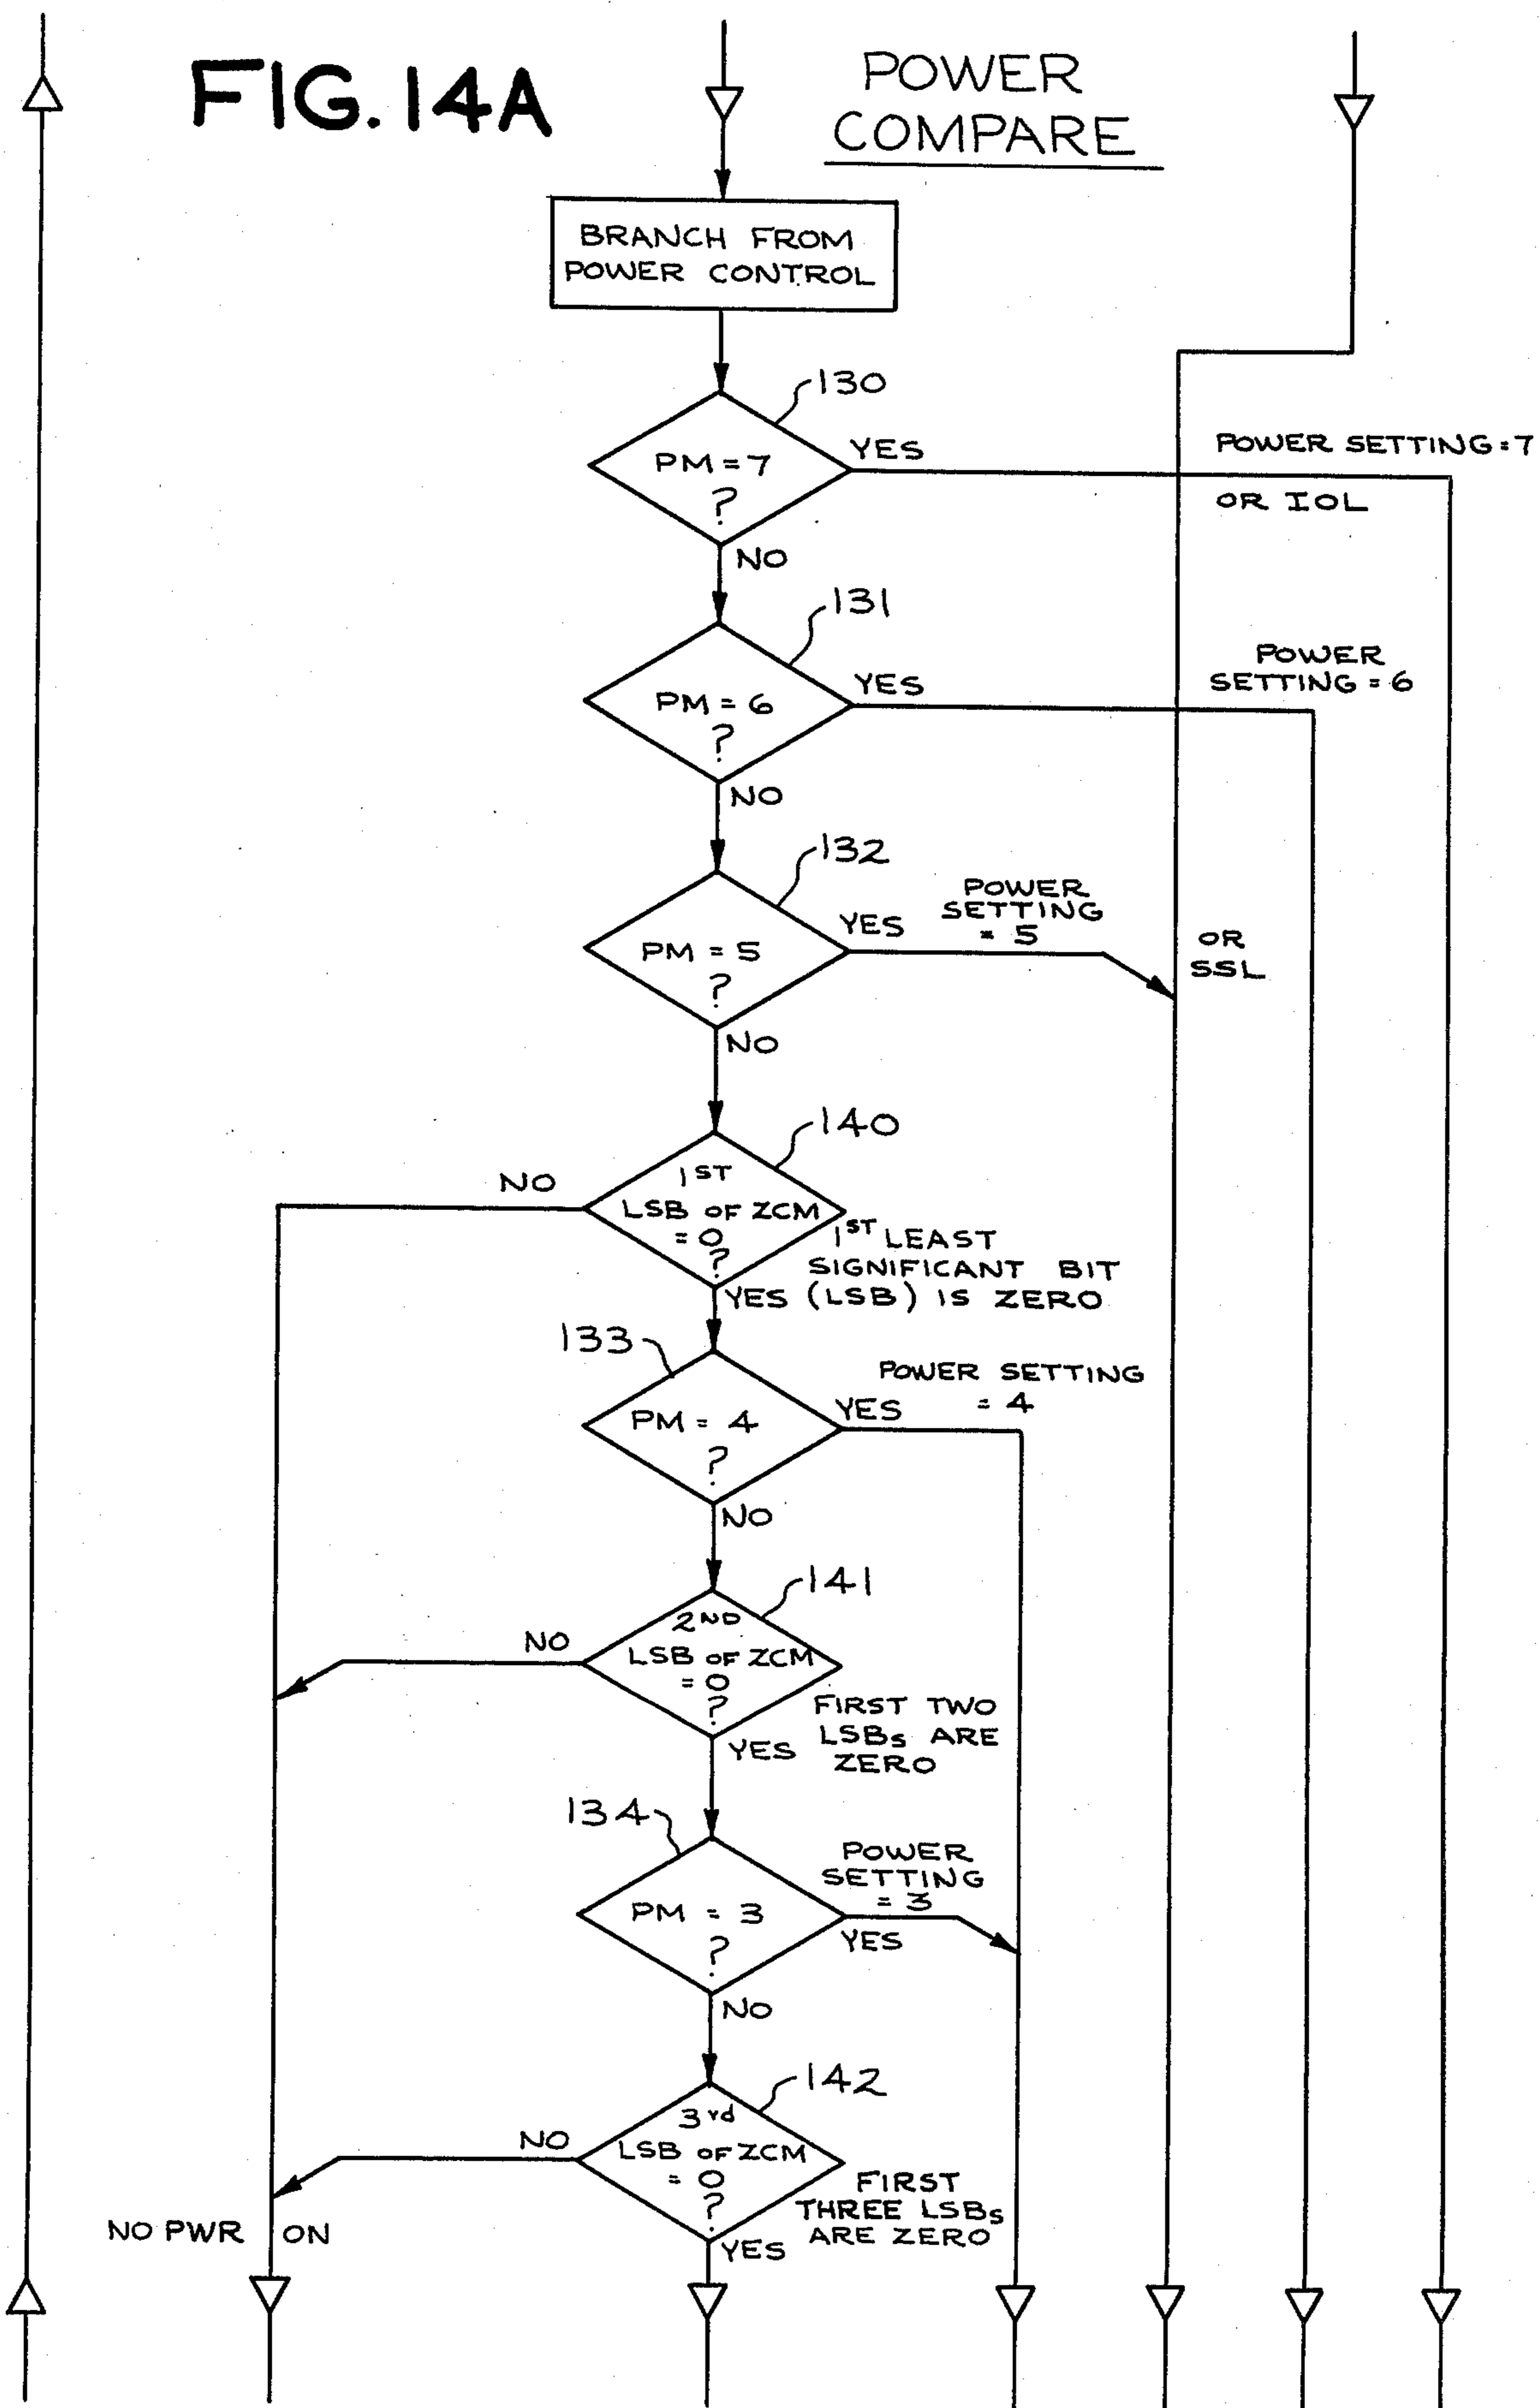 FIG. 14A
POWER
COMPARE
BRANCH FROM
POWER CONTROL
130
PM = 7
?
YES
POWER SETTING = 7
OR IOL
NO
131
PM = 6
?
YES
POWER
SETTING = 6
NO
132
PM = 5
?
YES
POWER
SETTING
= 5
OR
SSL
NO
140
1ST
LSB OF ZCM
= 0
?
NO
1ST LEAST
SIGNIFICANT BIT
YES (LSB) IS ZERO
133
PM = 4
?
YES
POWER SETTING
= 4
NO
141
2ND
LSB OF ZCM
= 0
?
NO
FIRST TWO
LSBs ARE
ZERO
YES
134
PM = 3
?
POWER
SETTING
= 3
YES
NO
142
3rd
LSB OF ZCM
= 0
?
NO
FIRST
THREE LSBs
ARE ZERO
YES
NO PWR ON